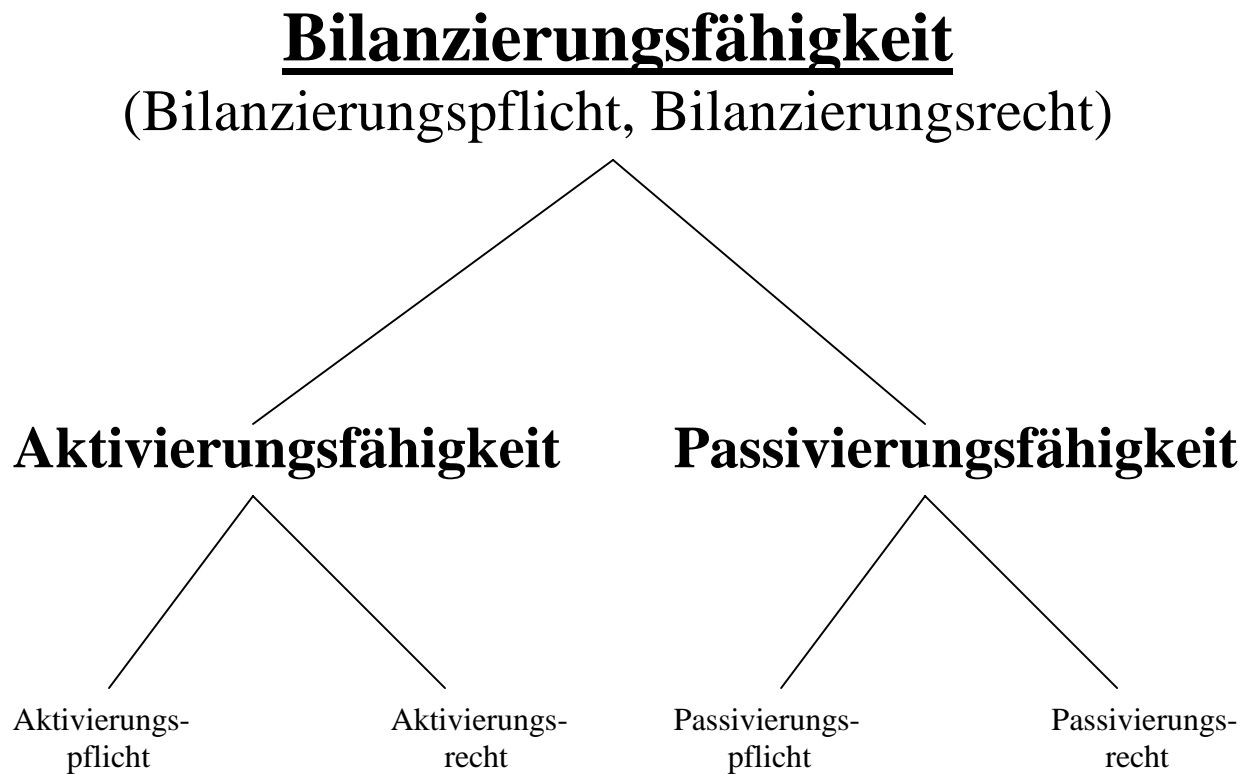 Bilanzierungsfähigkeit
(Bilanzierungspflicht, Bilanzierungsrecht)
Aktivierungsfähigkeit Passivierungsfähigkeit
Aktivierungs- Aktivierungs- Passivierungs- Passivierungs-
pflicht recht pflicht recht